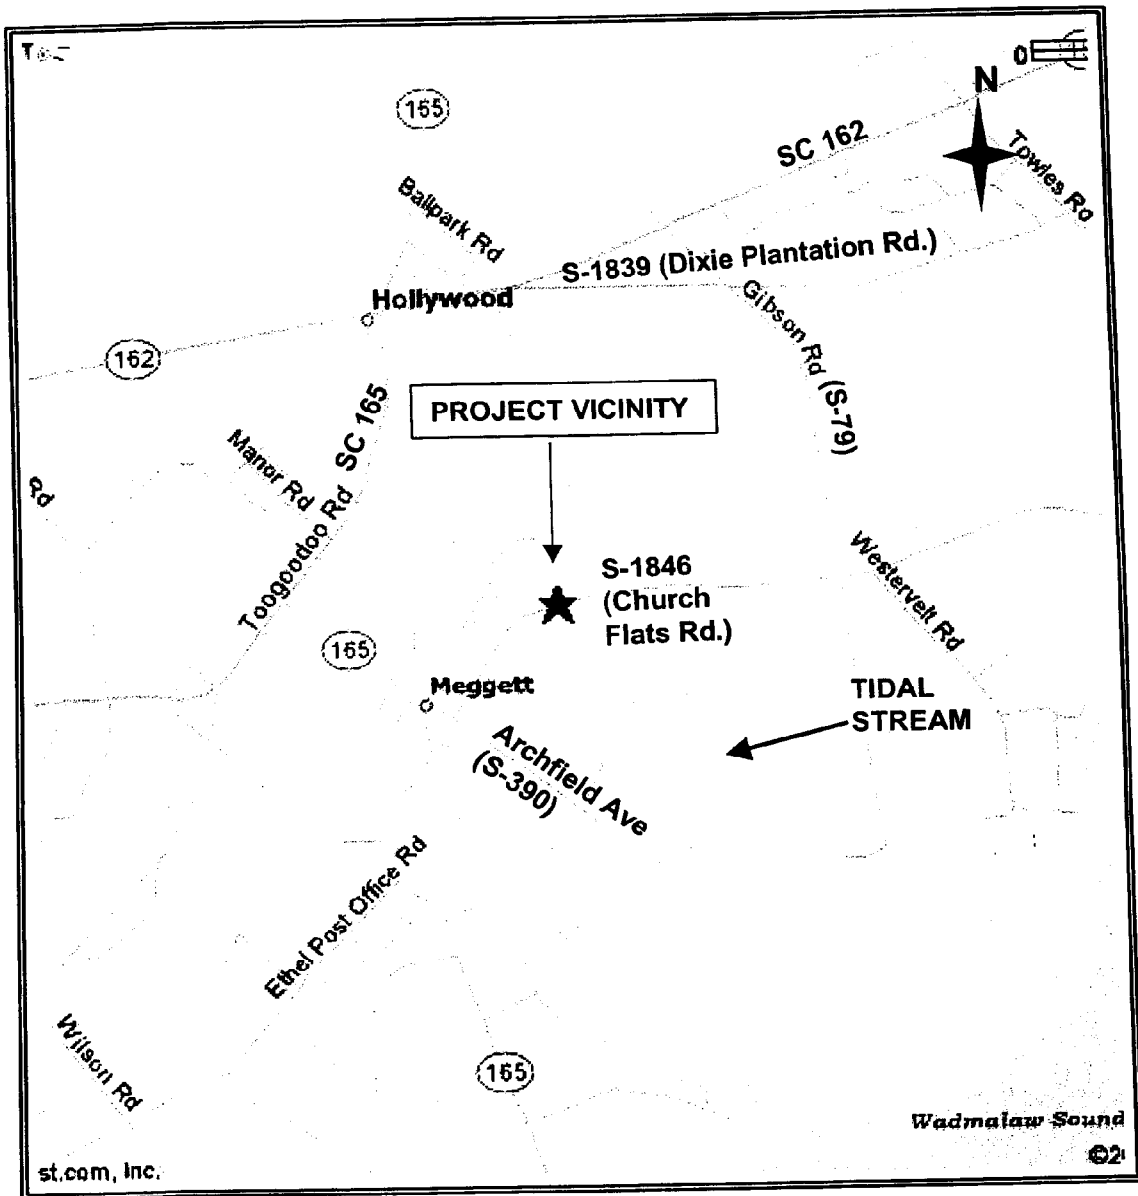 165
0
N
SC 162
Towles Rd
Ballpark Rd
S-1839 (Dixie Plantation Rd.)
Hollywood
Gibson Rd (S-79)
162
PROJECT VICINITY
SC 165
Manor Rd
Rd
Toogoodoo Rd
S-1846
(Church
Flats Rd.)
Westervelt Rd
165
Meggett
TIDAL
STREAM
Archfield Ave
(S-390)
Ethel Post Office Rd
Wilson Rd
165
Wadmalaw Sound
st.com, Inc.
©2